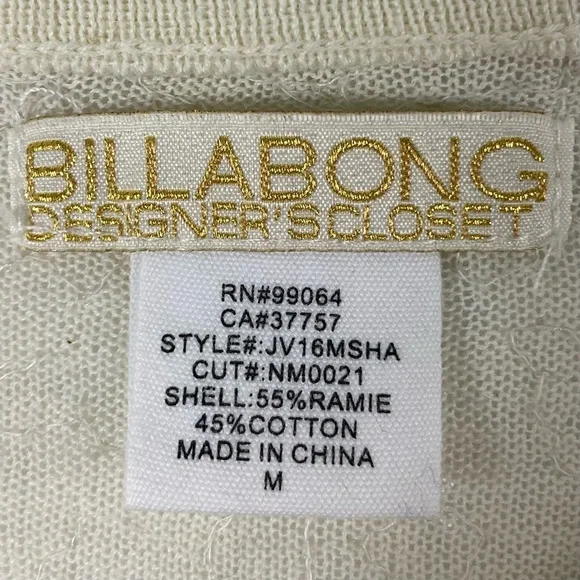 BILLABONG
DESIGNER'S CLOSET
RN#99064
CA#37757
STYLE#:JV16MSHA
CUT#:NM0021
SHELL:55%RAMIE
45%COTTON
MADE IN CHINA
M